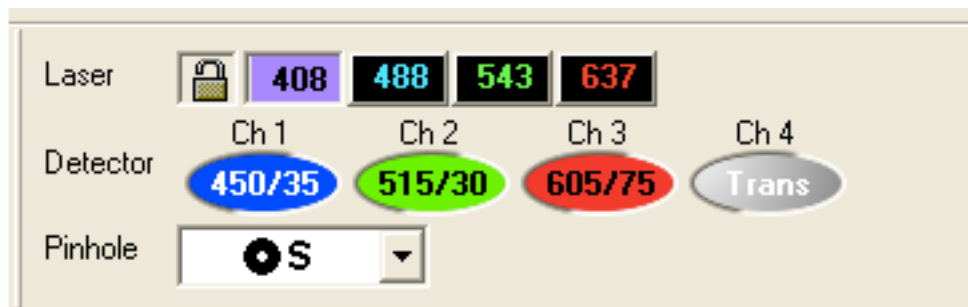 Laser 408 488 543 637
Ch 1 Ch 2 Ch 3 Ch 4
Detector 450/35 515/30 605/75 Trans
Pinhole S